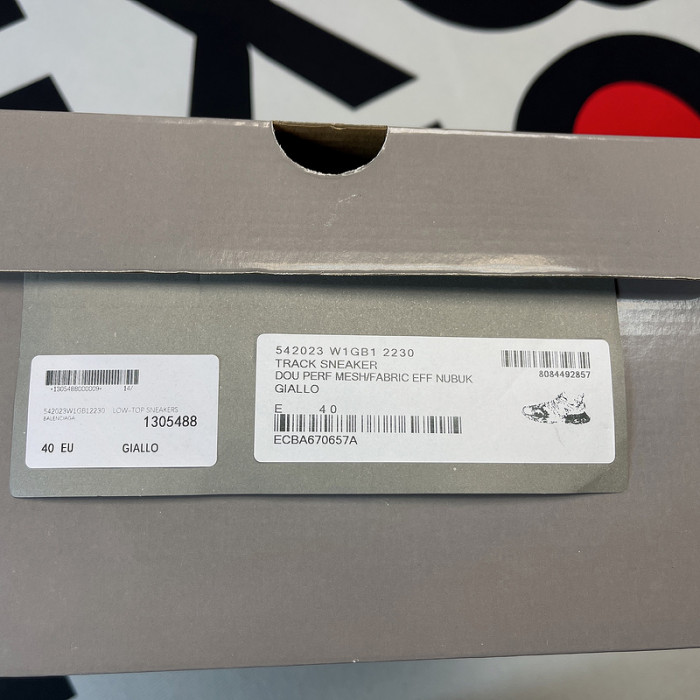 *1305488000009* 14/
542023W1GB12230 LOW-TOP SNEAKERS
BALENCIAGA
1305488
40 EU GIALLO
542023 W1GB1 2230
TRACK SNEAKER
DOU PERF MESH/FABRIC EFF NUBUK
GIALLO
E 40
ECBA670657A
8084492857